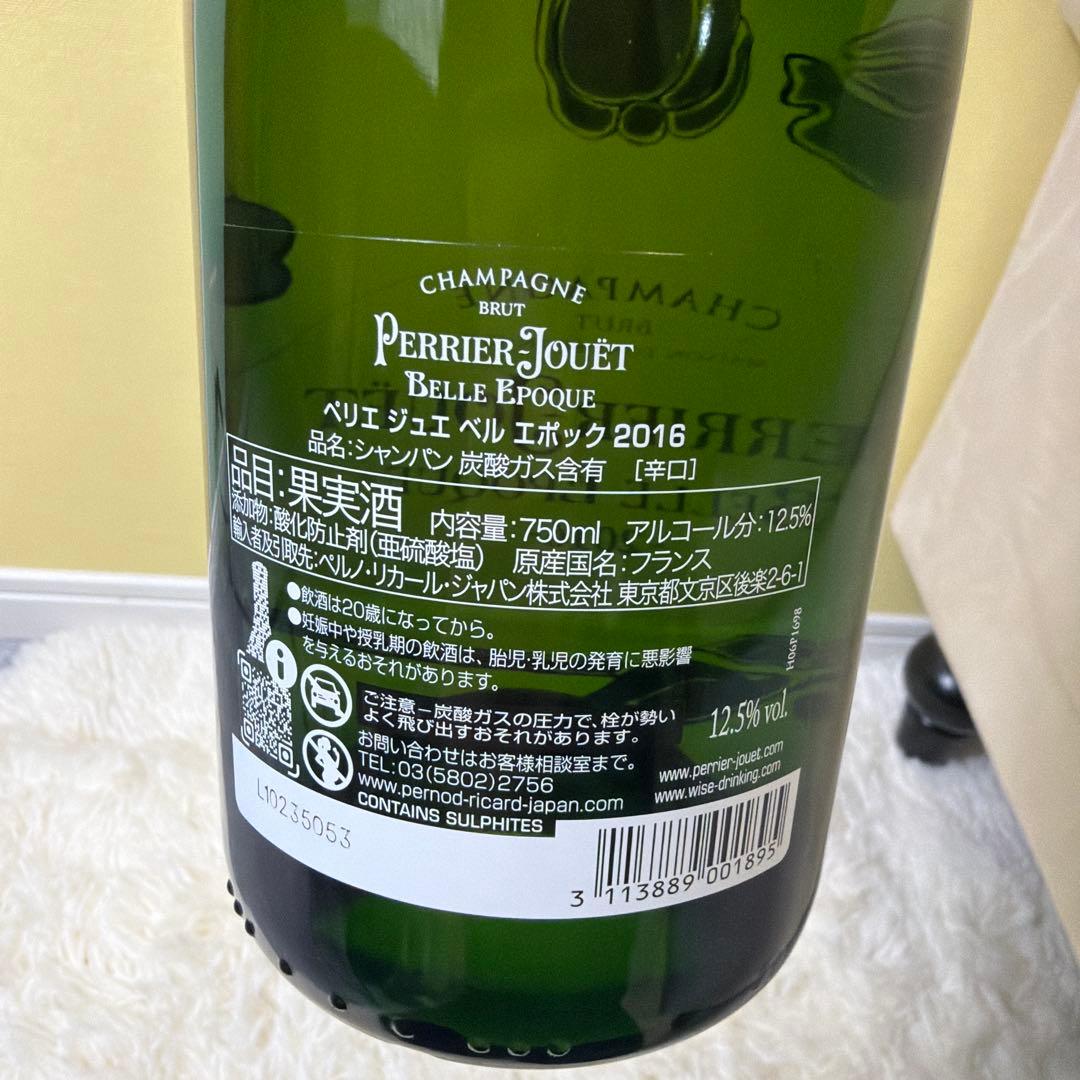 CHAMPAGNE
BRUT
PERRIER-JOUËT
BELLE EPOQUE
ペリエ ジュエ ベル エポック 2016
品名:シャンパン 炭酸ガス含有 [辛口]
品目:果実酒 内容量:750ml アルコール分:12.5%
添加物:酸化防止剤(亜硫酸塩) 原産国名:フランス
輸入者及引取先:ペルノ・リカール・ジャパン株式会社 東京都文京区後楽2-6-1
●飲酒は20歳になってから。
●妊娠中や授乳期の飲酒は、胎児・乳児の発育に悪影響
を与えるおそれがあります。
ご注意-炭酸ガスの圧力で、栓が勢い
よく飛び出すおそれがあります。
お問い合わせはお客様相談室まで。
TEL:03(5802)2756
www.pernod-ricard-japan.com
CONTAINS SULPHITES
H06P1698
12.5% vol.
www.perrier-jouet.com
www.wise-drinking.com
L10235053
3 113889 001895